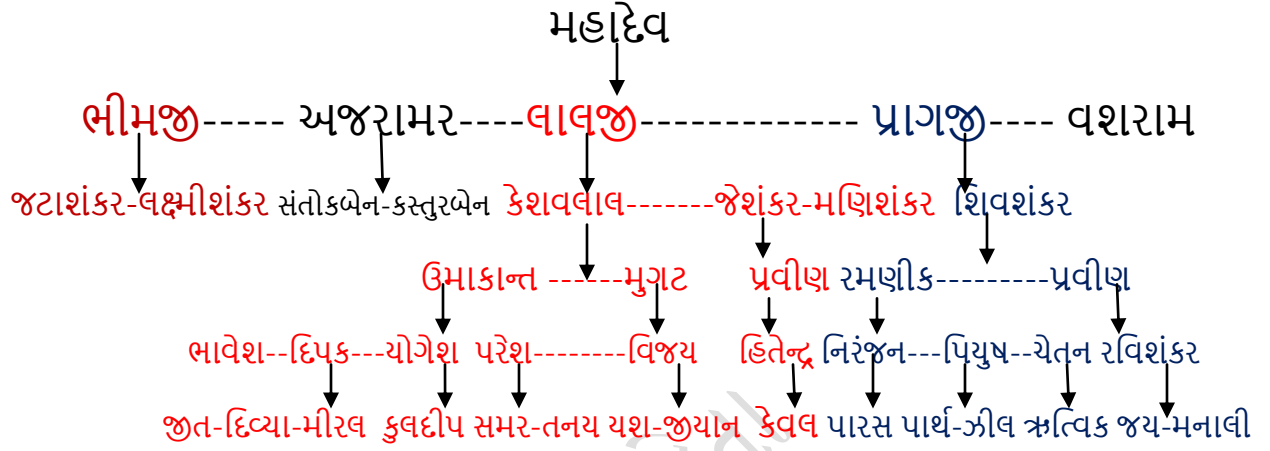 મહાદેવ
ભીમજી----- અજરામર----લાલજી------------- પ્રાગજી---- વશરામ
જટાશંકર-લક્ષ્મીશંકર સંતોકબેન-કસ્તુરબેન કેશવલાલ-------જેશંકર-મણિશંકર શિવશંકર
ઉમાકાન્ત ------મુગટ પ્રવીણ રમણીક---------પ્રવીણ
ભાવેશ--દિપક---યોગેશ પરેશ--------વિજય હિતેન્દ્ર નિરંજન---પિયુષ--ચેતન રવિશંકર
જીત-દિવ્યા-મીરલ કુલદીપ સમર-તનય યશ-જીયાન કેવલ પારસ પાર્થ-ઝીલ ઋત્વિક જય-મનાલી